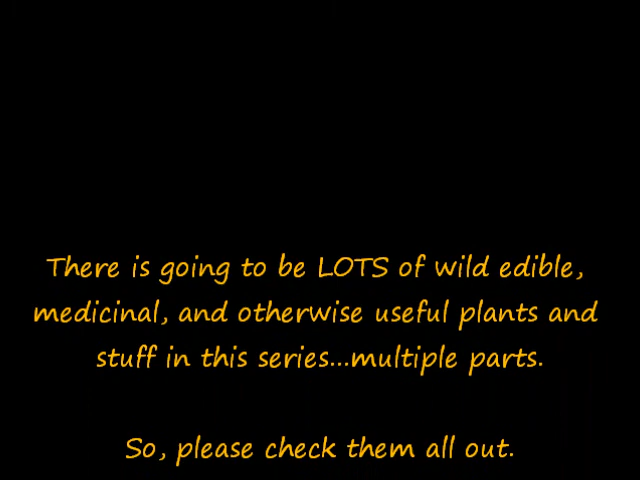 There is going to be LOTS of wild edible,
medicinal, and otherwise useful plants and
stuff in this series...multiple parts.
So, please check them all out.